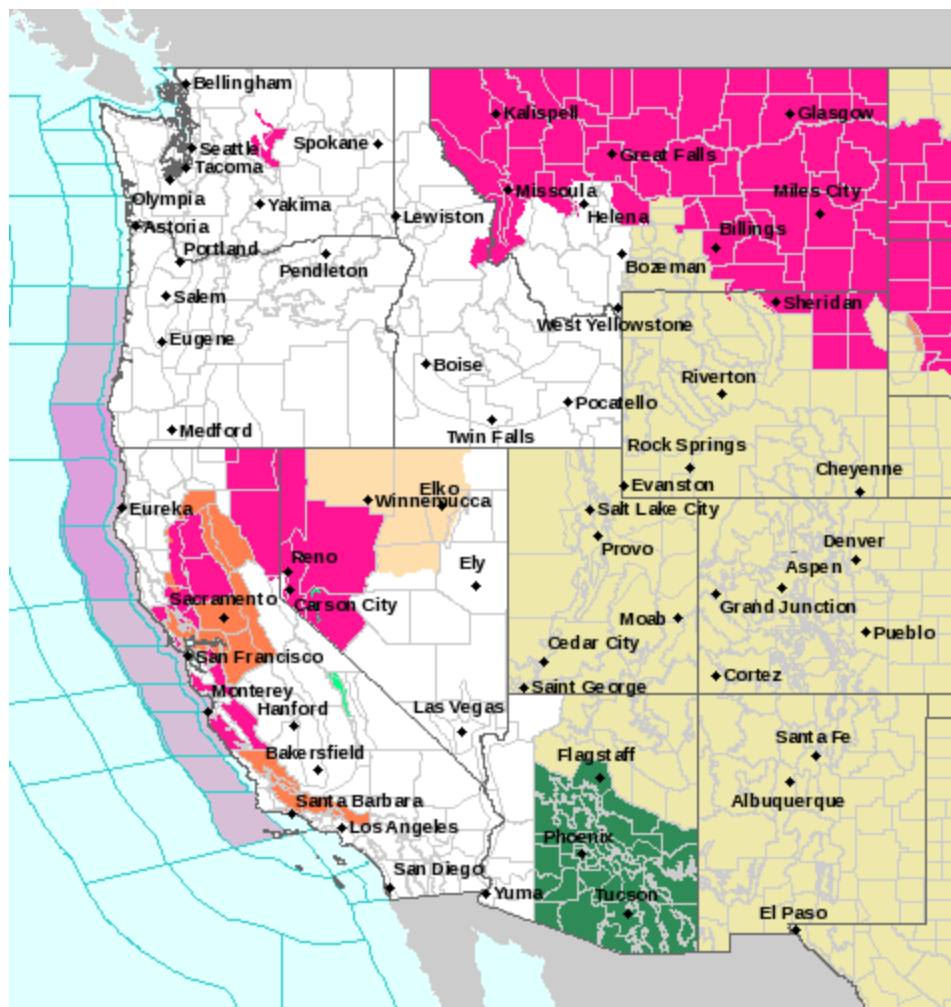 Bellingham
Kalispell
Glasgow
Seattle
Spokane
Great Falls
Tacoma
Olympia
Missoula
Miles City
Yakima
Lewiston
Helena
Astoria
Billings
Portland
Pendleton
Bozeman
Salem
Sheridan
West Yellowstone
Eugene
Boise
Riverton
Pocatello
Medford
Twin Falls
Rock Springs
Cheyenne
Elko
Winnemucca
Evanston
Eureka
Salt Lake City
Provo
Denver
Reno
Ely
Aspen
Sacramento
Carson City
Grand Junction
Moab
Pueblo
Cedar City
San Francisco
Cortez
Monterey
Saint George
Hanford
Las Vegas
Santa Fe
Bakersfield
Flagstaff
Albuquerque
Santa Barbara
Los Angeles
Phoenix
San Diego
Yuma
Tucson
El Paso